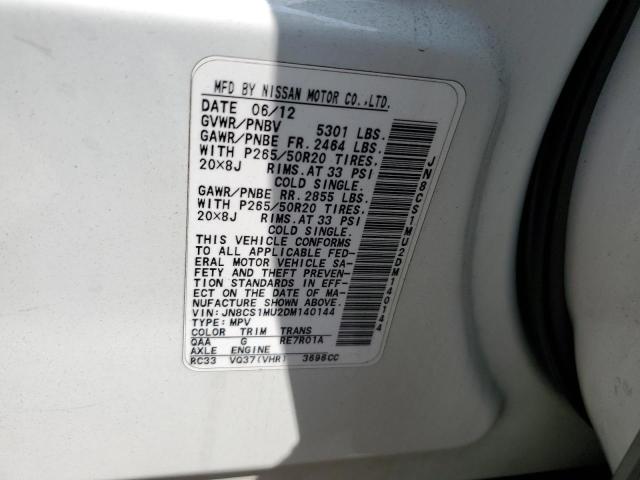 MFD BY NISSAN MOTOR CO.,LTD.
DATE 06/12
GVWR/PNBV 5301 LBS.
GAWR/PNBE FR. 2464 LBS.
WITH P265/50R20 TIRES.
20X8J RIMS. AT 33 PSI
COLD SINGLE.
GAWR/PNBE RR. 2855 LBS.
WITH P265/50R20 TIRES.
20X8J RIMS. AT 33 PSI
COLD SINGLE.
THIS VEHICLE CONFORMS
TO ALL APPLICABLE FED-
ERAL MOTOR VEHICLE SA-
FETY AND THEFT PREVEN-
TION STANDARDS IN EFF-
ECT ON THE DATE OF MA-
NUFACTURE SHOWN ABOVE.
VIN: JN8CS1MU2DM140144
TYPE: MPV
COLOR TRIM TRANS
QAA G RE7R01A
AXLE ENGINE
RC33 VQ37(VHR) 3696CC
JN8CS1MU2DM140144